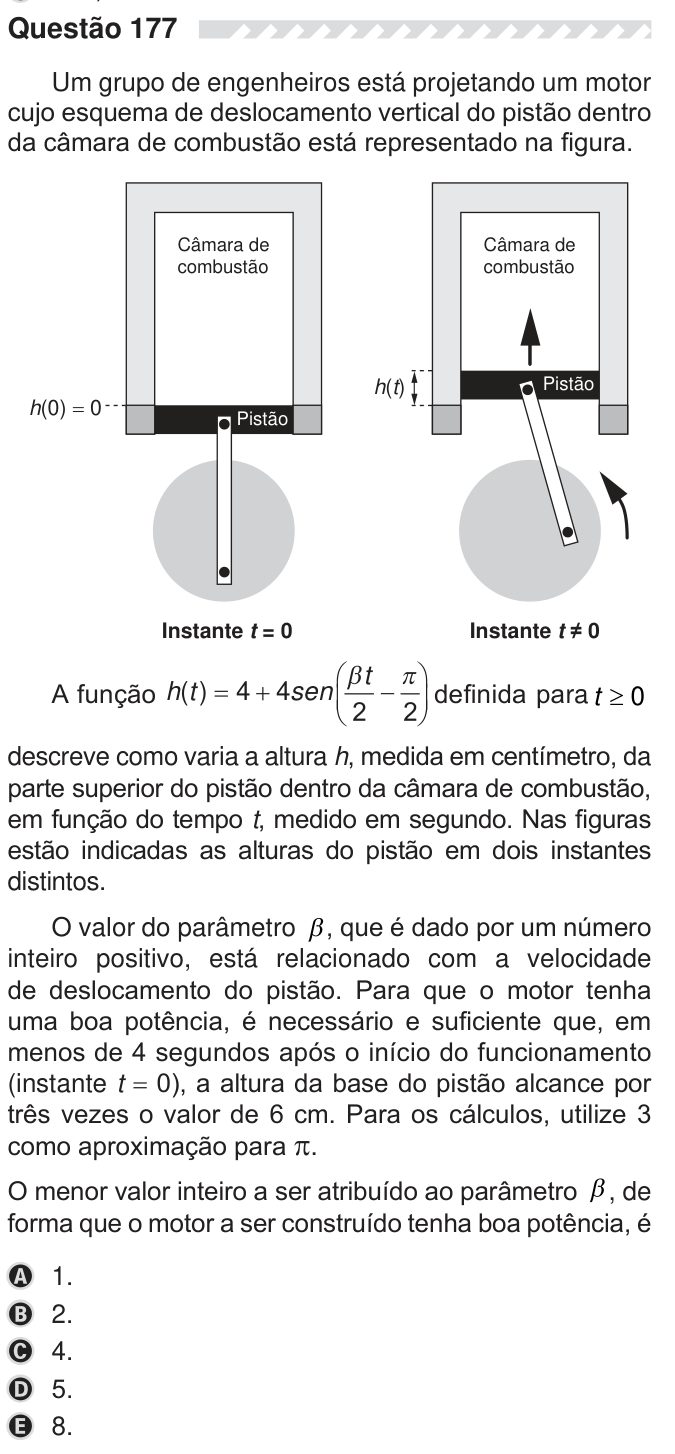 Questão 177
Um grupo de engenheiros está projetando um motor
cujo esquema de deslocamento vertical do pistão dentro
da câmara de combustão está representado na figura.
Câmara de
combustão
h(0) = 0
Pistão
Instante t = 0
Câmara de
combustão
h(t)
Pistão
Instante t ≠ 0
A função h(t) = 4 + 4sen(βt/2 − π/2) definida para t ≥ 0
descreve como varia a altura h, medida em centímetro, da
parte superior do pistão dentro da câmara de combustão,
em função do tempo t, medido em segundo. Nas figuras
estão indicadas as alturas do pistão em dois instantes
distintos.
O valor do parâmetro β, que é dado por um número
inteiro positivo, está relacionado com a velocidade
de deslocamento do pistão. Para que o motor tenha
uma boa potência, é necessário e suficiente que, em
menos de 4 segundos após o início do funcionamento
(instante t = 0), a altura da base do pistão alcance por
três vezes o valor de 6 cm. Para os cálculos, utilize 3
como aproximação para π.
O menor valor inteiro a ser atribuído ao parâmetro β, de
forma que o motor a ser construído tenha boa potência, é
A 1.
B 2.
C 4.
D 5.
E 8.